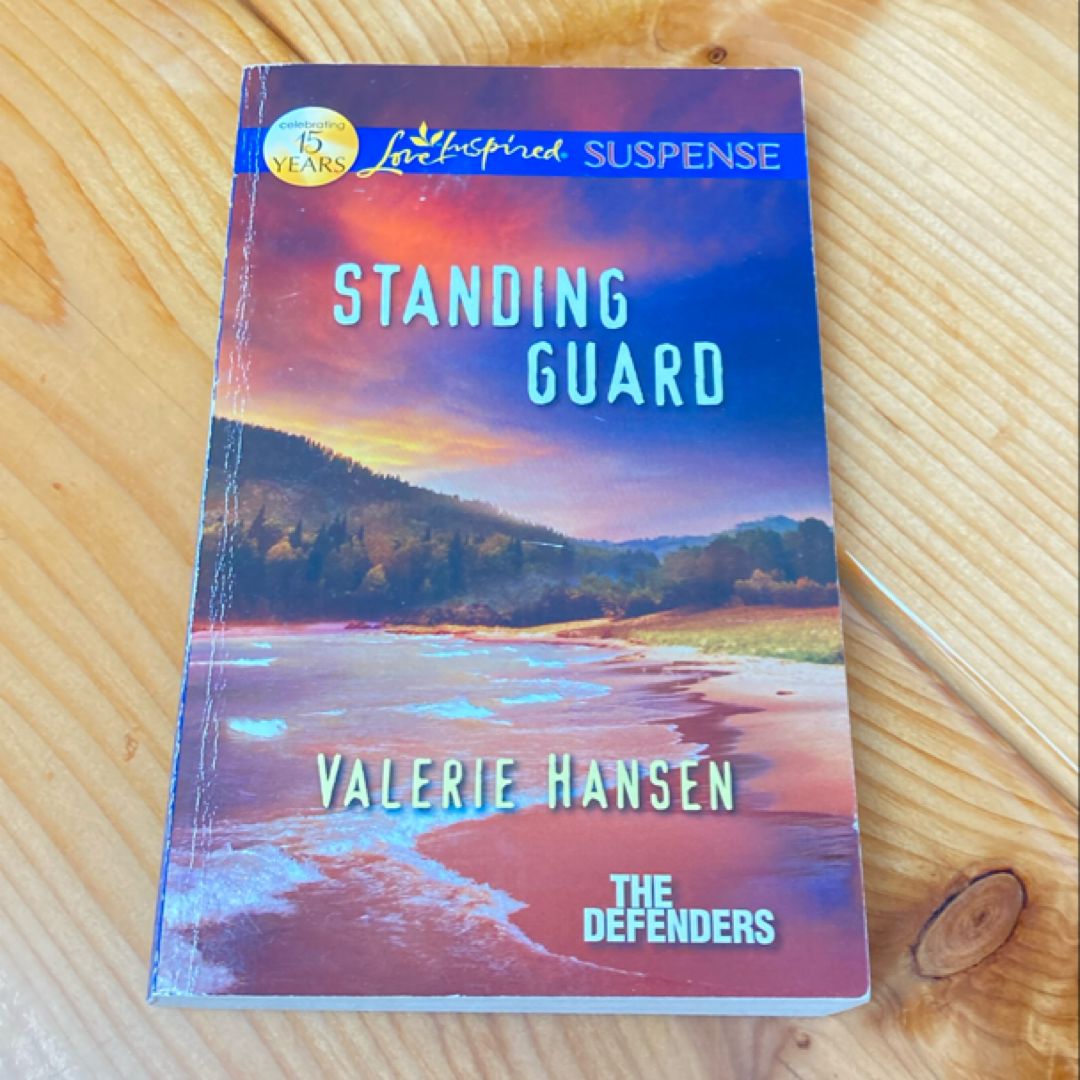 celebrating
15
YEARS
Love Inspired® SUSPENSE
STANDING
GUARD
VALERIE HANSEN
THE
DEFENDERS